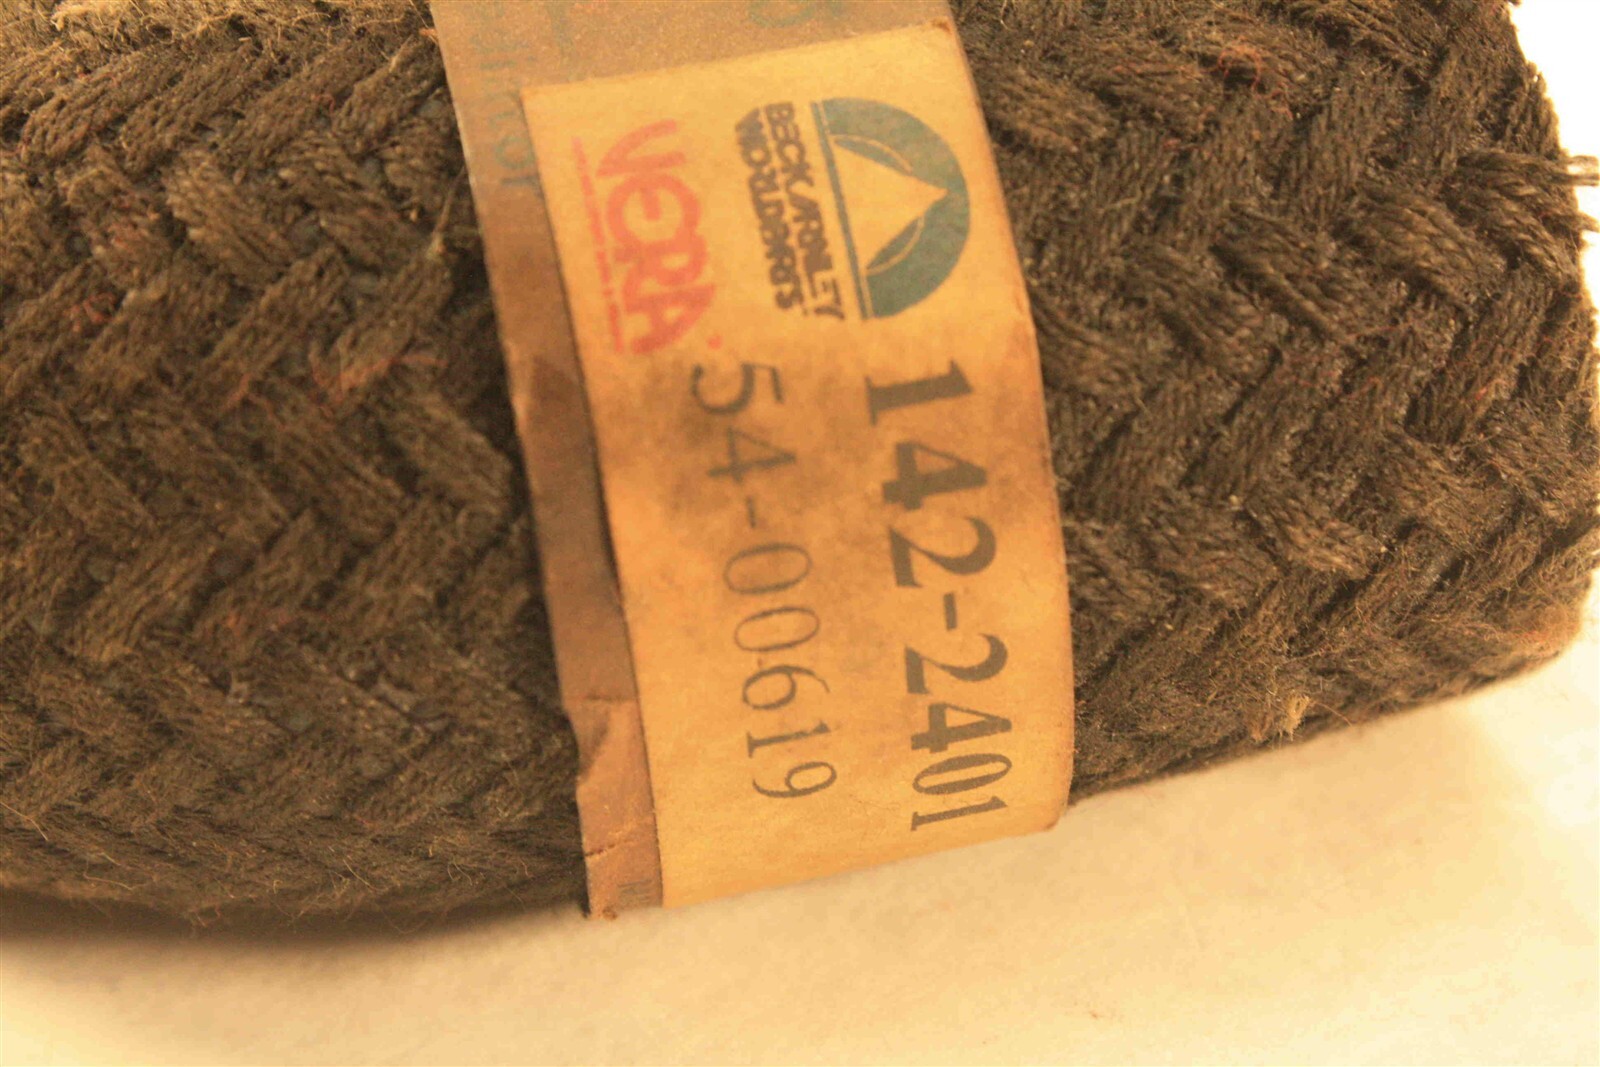 BECK/ARNLEY
WORLDPARTS
142-2401
VERA
54-00619